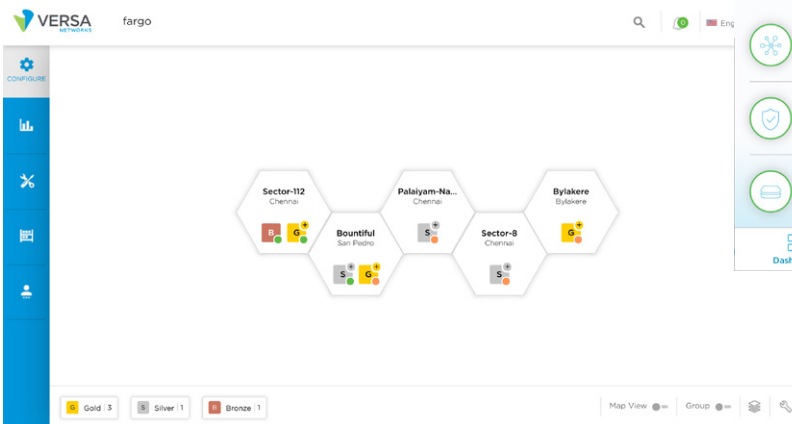 VERSA
NETWORKS
fargo
0
Eng
CONFIGURE
Sector-112
Chennai
B G+
Bountiful
San Pedro
S+ G+
Palaiyam-Na...
Chennai
S+
Sector-8
Chennai
S+
Bylakere
Bylakere
G+
Dash
G Gold | 3
S Silver | 1
B Bronze | 1
Map View
Group